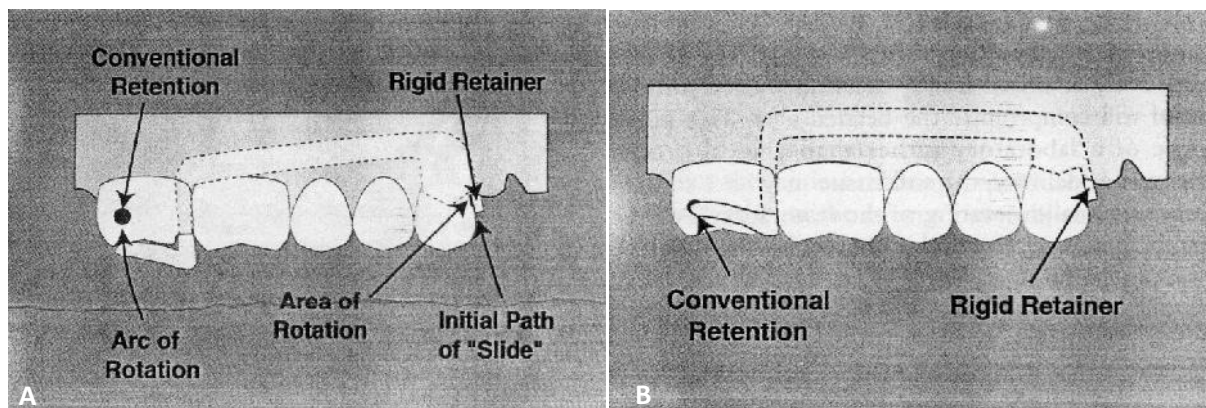 Conventional
Retention
Rigid Retainer
Area of
Rotation
Initial Path
of "Slide"
Arc of
Rotation
A
Conventional
Retention
Rigid Retainer
B